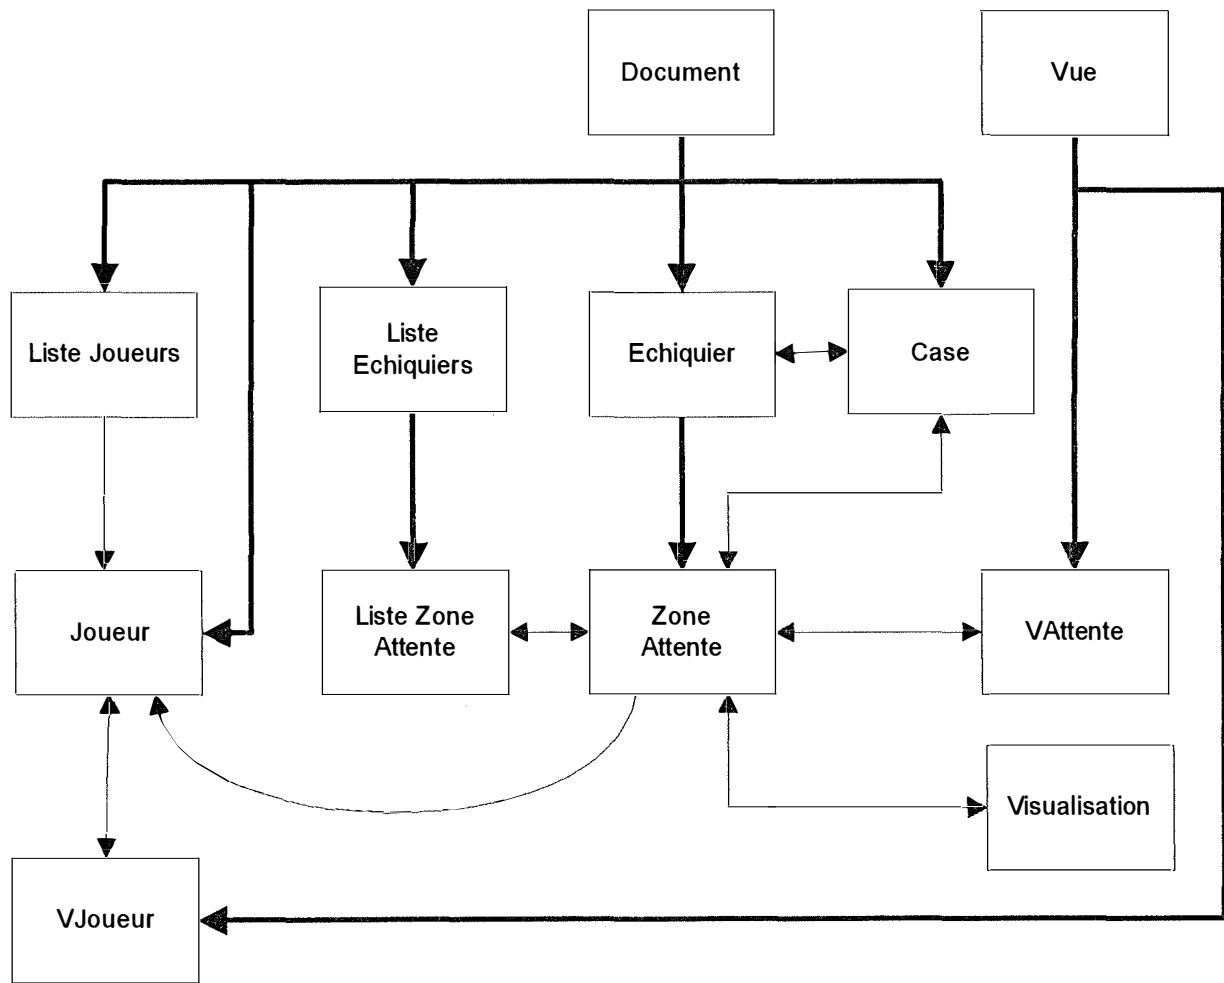 Document
Vue
Liste Joueurs
Liste
Echiquiers
Echiquier
Case
Joueur
Liste Zone
Attente
Zone
Attente
VAttente
Visualisation
VJoueur